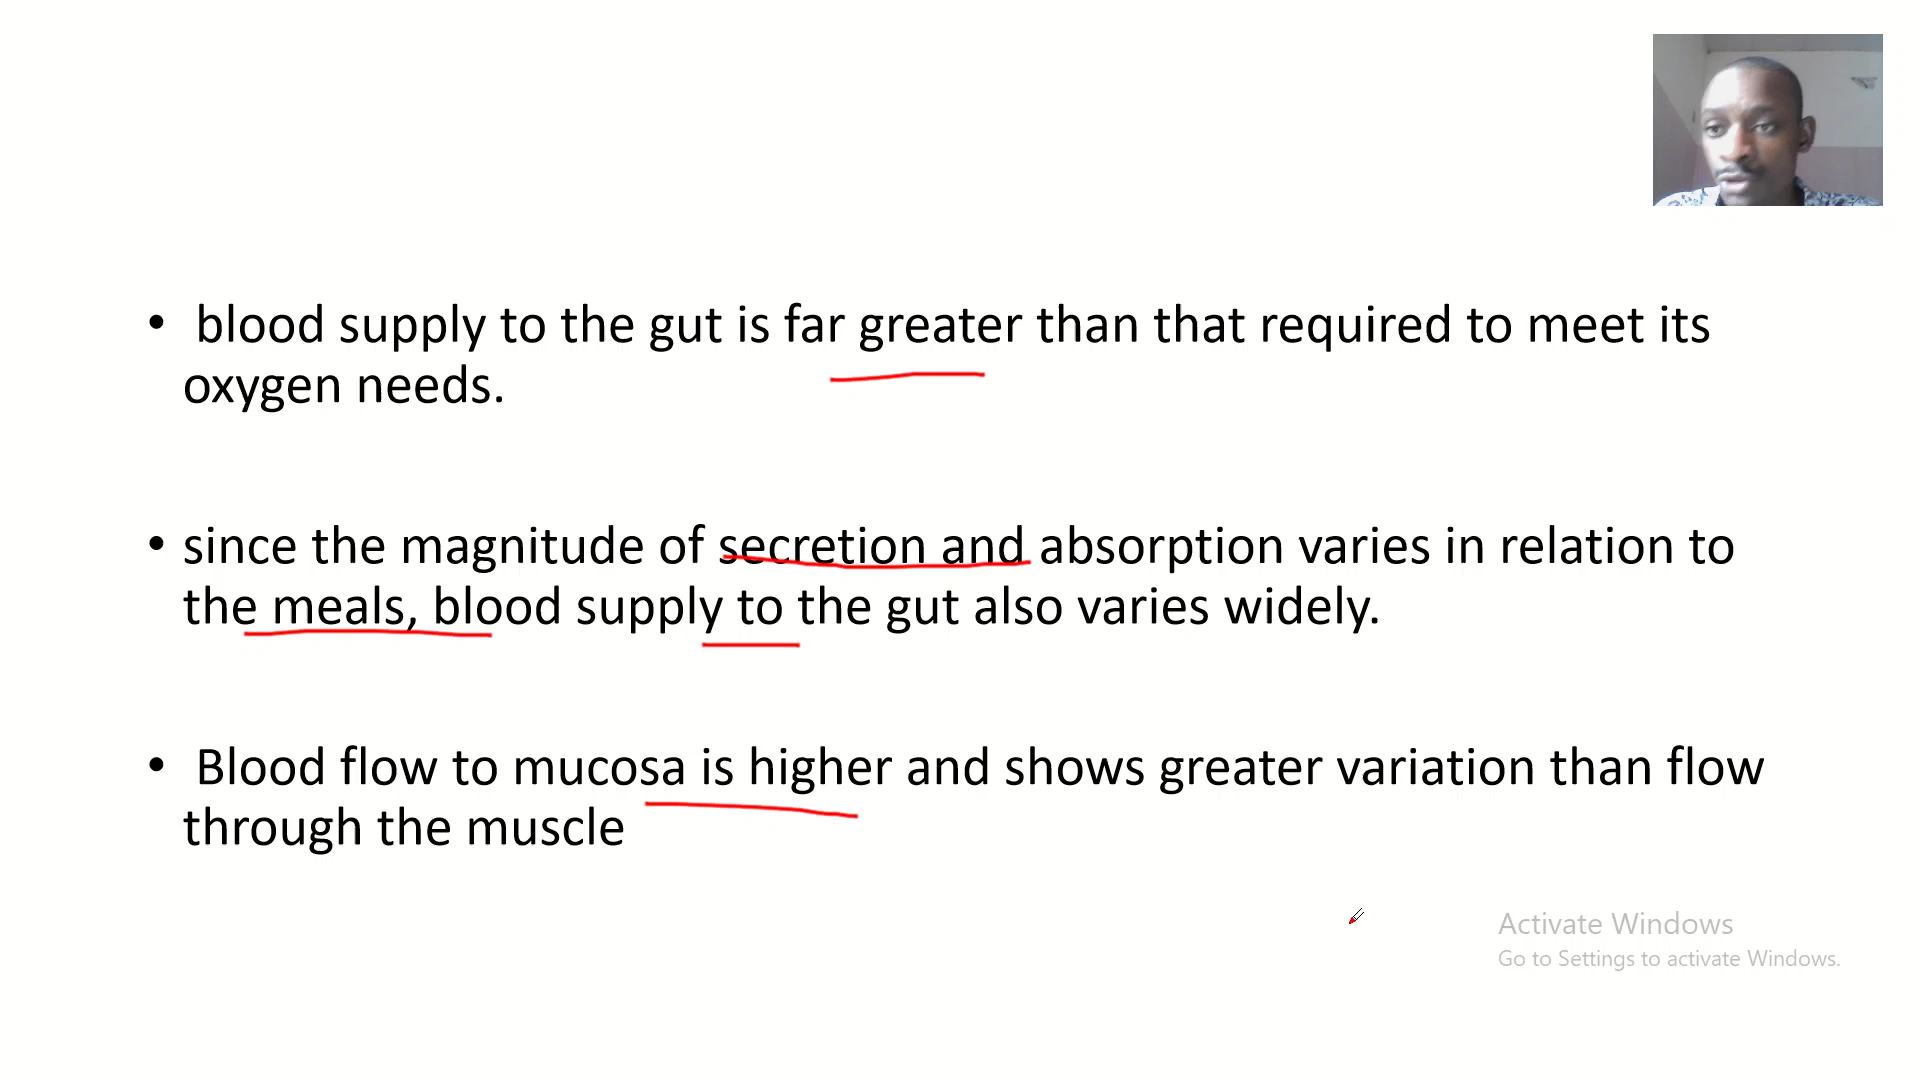 • blood supply to the gut is far greater than that required to meet its
oxygen needs.
• since the magnitude of secretion and absorption varies in relation to
the meals, blood supply to the gut also varies widely.
• Blood flow to mucosa is higher and shows greater variation than flow
through the muscle
Activate Windows
Go to Settings to activate Windows.